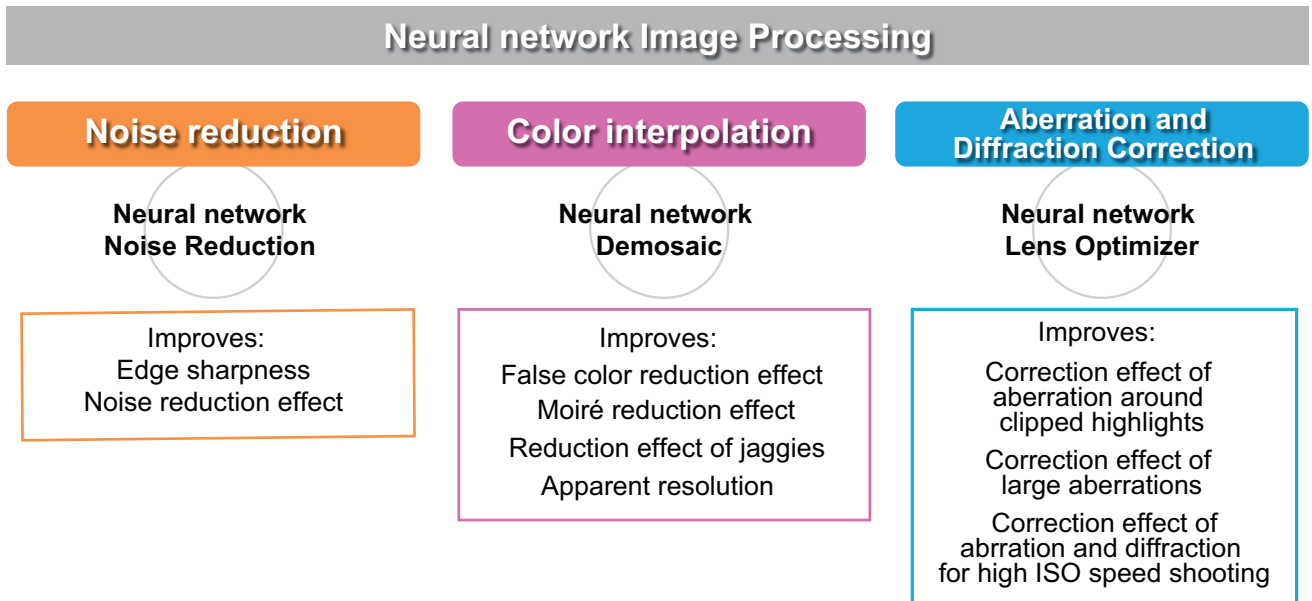 Neural network Image Processing
Noise reduction
Neural network
Noise Reduction
Improves:
Edge sharpness
Noise reduction effect
Color interpolation
Neural network
Demosaic
Improves:
False color reduction effect
Moiré reduction effect
Reduction effect of jaggies
Apparent resolution
Aberration and
Diffraction Correction
Neural network
Lens Optimizer
Improves:
Correction effect of
aberration around
clipped highlights
Correction effect of
large aberrations
Correction effect of
abrration and diffraction
for high ISO speed shooting